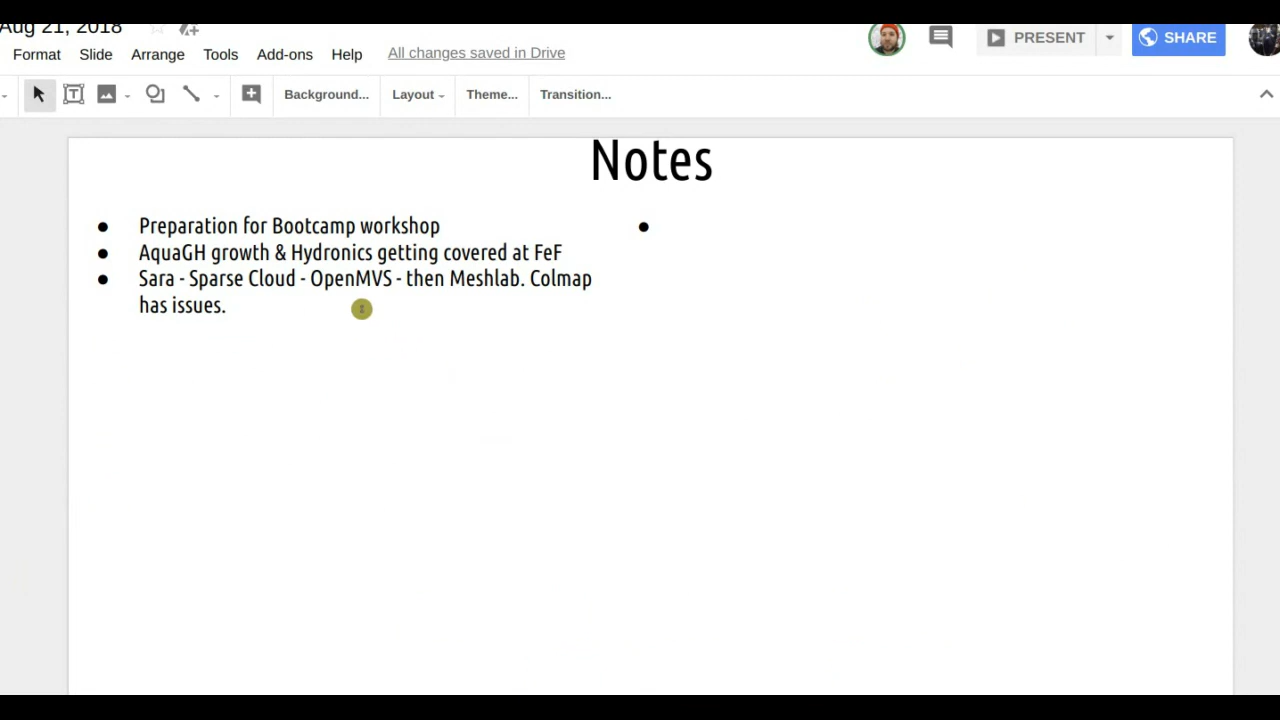 Aug 21, 2018
Format Slide Arrange Tools Add-ons Help All changes saved in Drive
PRESENT SHARE
Background... Layout Theme... Transition...
Notes
● Preparation for Bootcamp workshop
● AquaGH growth & Hydronics getting covered at FeF
● Sara - Sparse Cloud - OpenMVS - then Meshlab. Colmap
has issues.
●